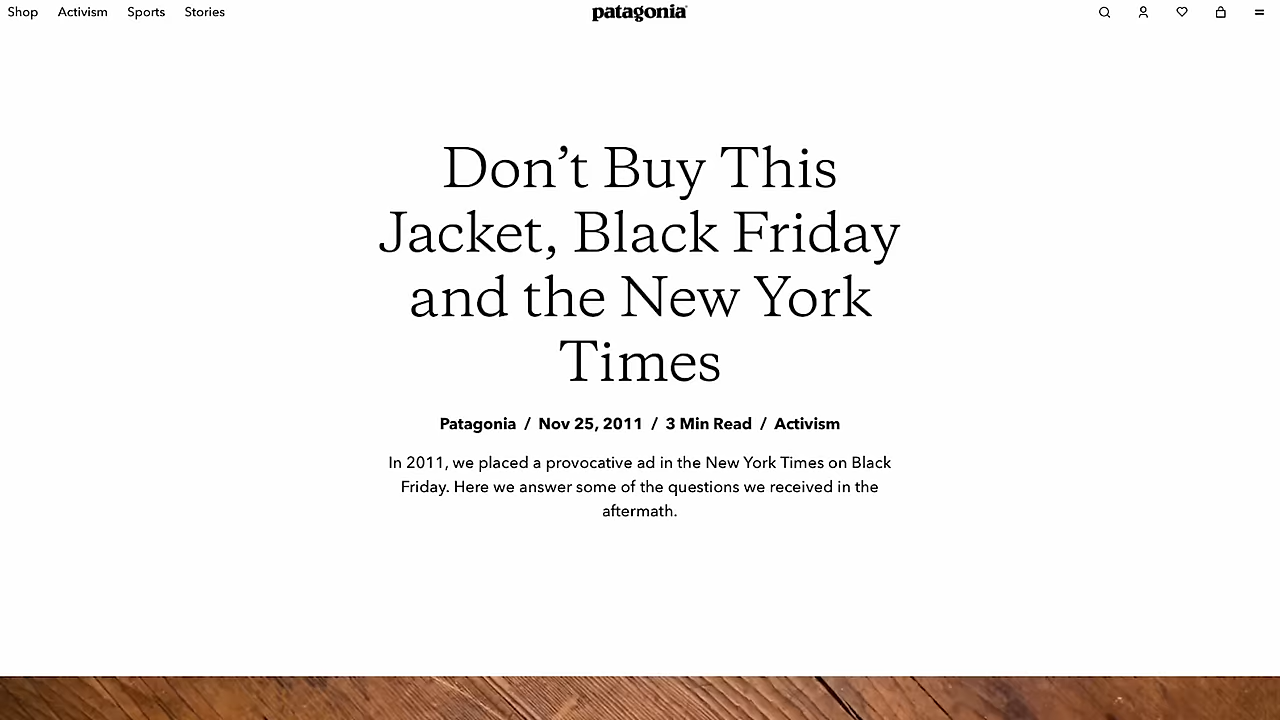 Shop Activism Sports Stories patagonia
Don’t Buy This
Jacket, Black Friday
and the New York
Times
Patagonia / Nov 25, 2011 / 3 Min Read / Activism
In 2011, we placed a provocative ad in the New York Times on Black
Friday. Here we answer some of the questions we received in the
aftermath.